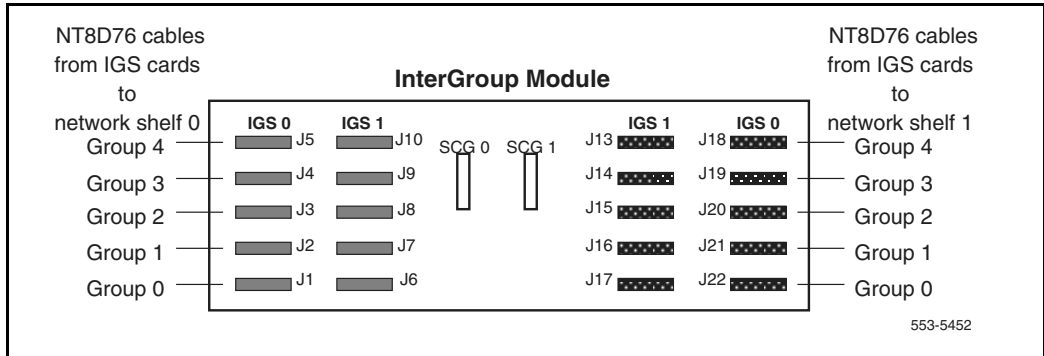 NT8D76 cables
from IGS cards
to
network shelf 0
InterGroup Module
NT8D76 cables
from IGS cards
to
network shelf 1
IGS 0 IGS 1 SCG 0 SCG 1 IGS 1 IGS 0
Group 4 J5 J10 J13 J18 Group 4
Group 3 J4 J9 J14 J19 Group 3
Group 2 J3 J8 J15 J20 Group 2
Group 1 J2 J7 J16 J21 Group 1
Group 0 J1 J6 J17 J22 Group 0
553-5452